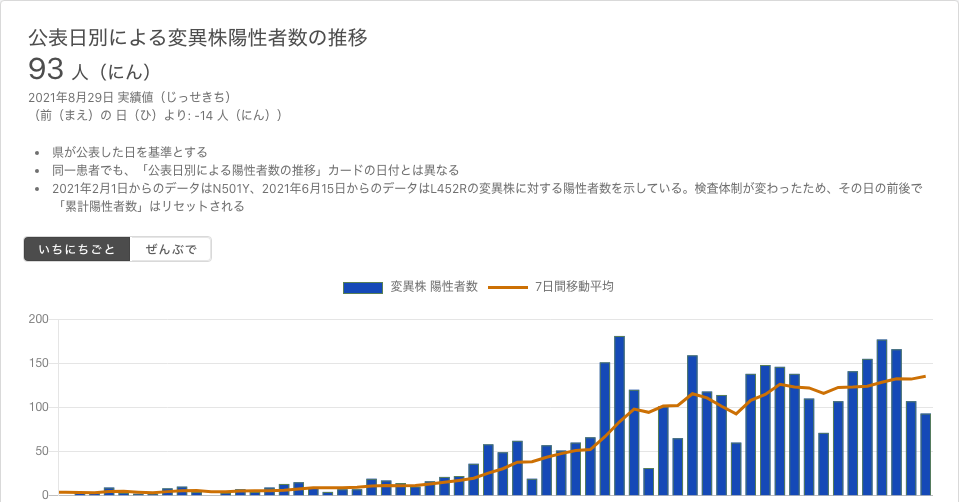 公表日別による変異株陽性者数の推移
93 人（にん）
2021年8月29日 実績値（じっせきち）
（前（まえ）の 日（ひ）より: -14 人（にん））
• 県が公表した日を基準とする
• 同一患者でも、「公表日別による陽性者数の推移」カードの日付とは異なる
• 2021年2月1日からのデータはN501Y、2021年6月15日からのデータはL452Rの変異株に対する陽性者数を示している。検査体制が変わったため、その日の前後で
「累計陽性者数」はリセットされる
いちにちごと ぜんぶで
変異株 陽性者数 7日間移動平均
200
150
100
50
0